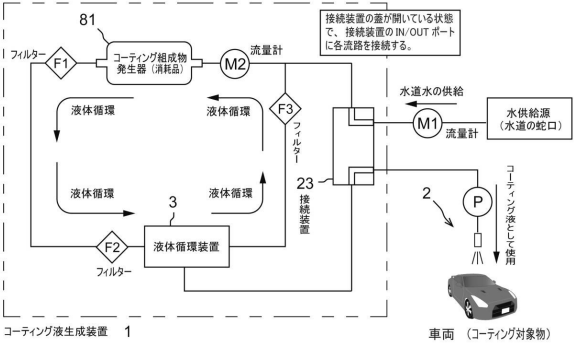 81
接続装置の蓋が開いている状態
で、接続装置のIN/OUTポート
に各流路を接続する。
フィルター
F1
コーティング組成物
発生器（消耗品）
M2
流量計
F3
フィルター
水道水の供給
M1
流量計
水供給源
（水道の蛇口）
液体循環
液体循環
液体循環
液体循環
23
接続装置
3
液体循環装置
F2
フィルター
2
P
コーティング液として使用
コーティング液生成装置 1
車両 （コーティング対象物）